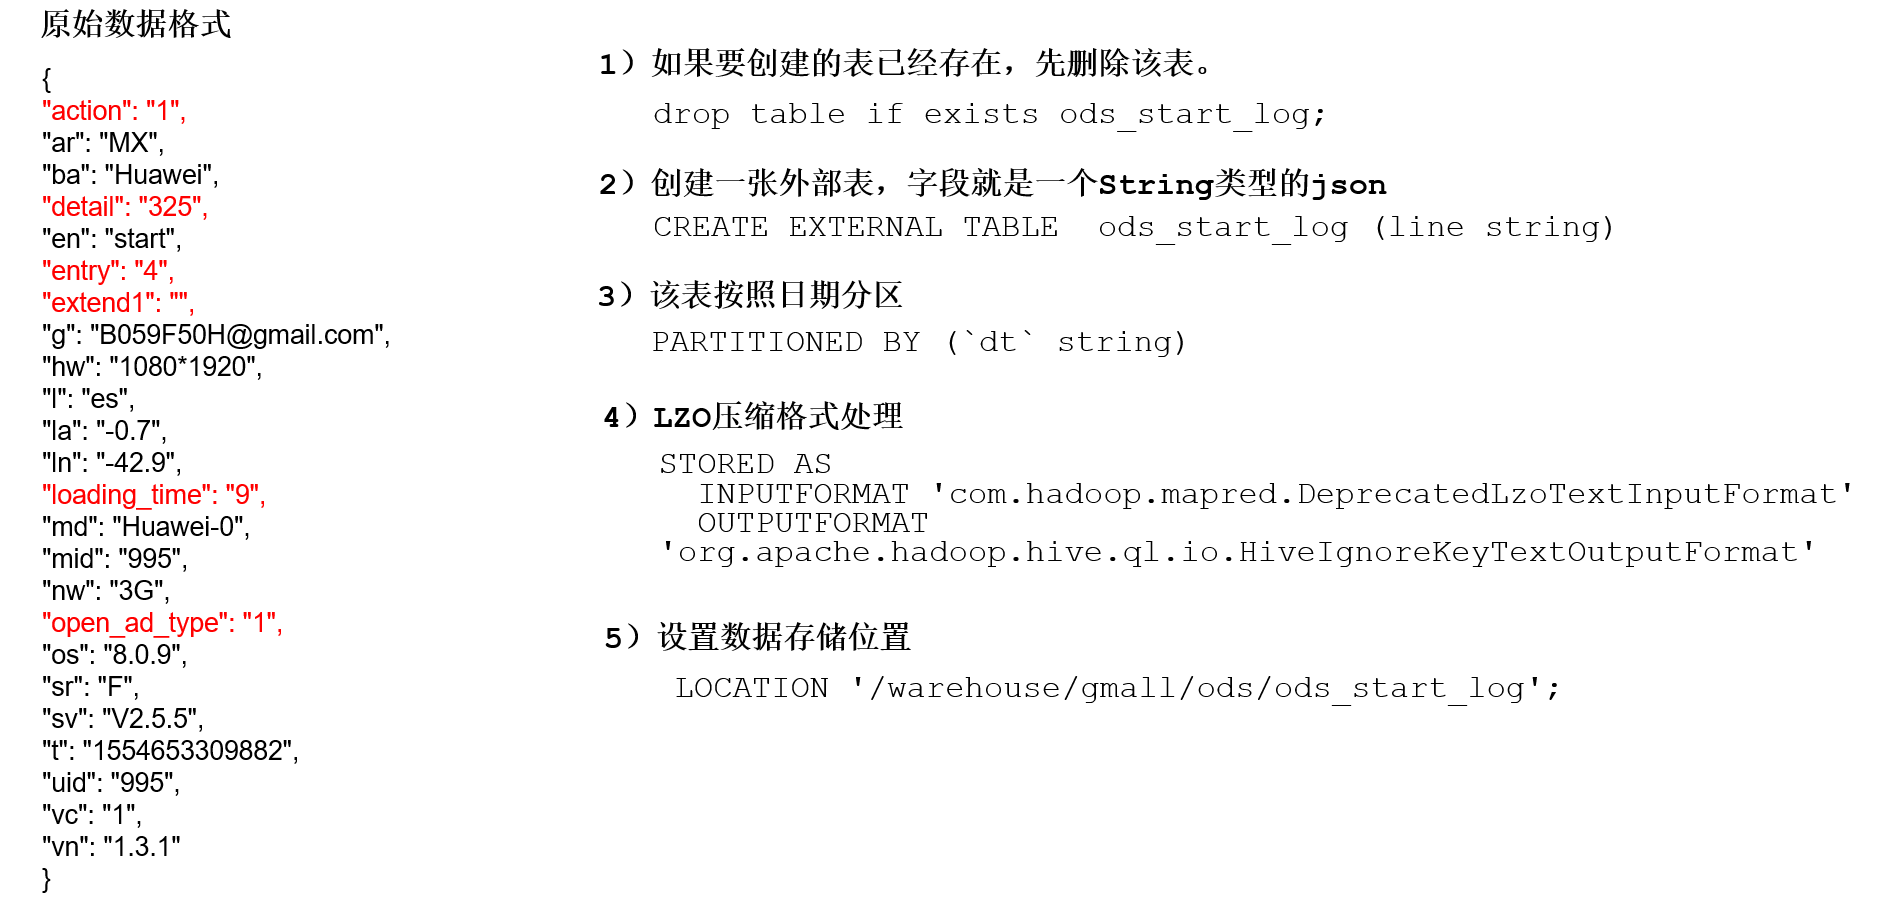 原始数据格式
{
"action": "1",
"ar": "MX",
"ba": "Huawei",
"detail": "325",
"en": "start",
"entry": "4",
"extend1": "",
"g": "B059F50H@gmail.com",
"hw": "1080*1920",
"l": "es",
"la": "-0.7",
"ln": "-42.9",
"loading_time": "9",
"md": "Huawei-0",
"mid": "995",
"nw": "3G",
"open_ad_type": "1",
"os": "8.0.9",
"sr": "F",
"sv": "V2.5.5",
"t": "1554653309882",
"uid": "995",
"vc": "1",
"vn": "1.3.1"
}
1）如果要创建的表已经存在，先删除该表。
drop table if exists ods_start_log;
2）创建一张外部表，字段就是一个String类型的json
CREATE EXTERNAL TABLE  ods_start_log (line string)
3）该表按照日期分区
PARTITIONED BY (`dt` string)
4）LZO压缩格式处理
STORED AS
INPUTFORMAT 'com.hadoop.mapred.DeprecatedLzoTextInputFormat'
OUTPUTFORMAT
'org.apache.hadoop.hive.ql.io.HiveIgnoreKeyTextOutputFormat'
5）设置数据存储位置
LOCATION '/warehouse/gmall/ods/ods_start_log';